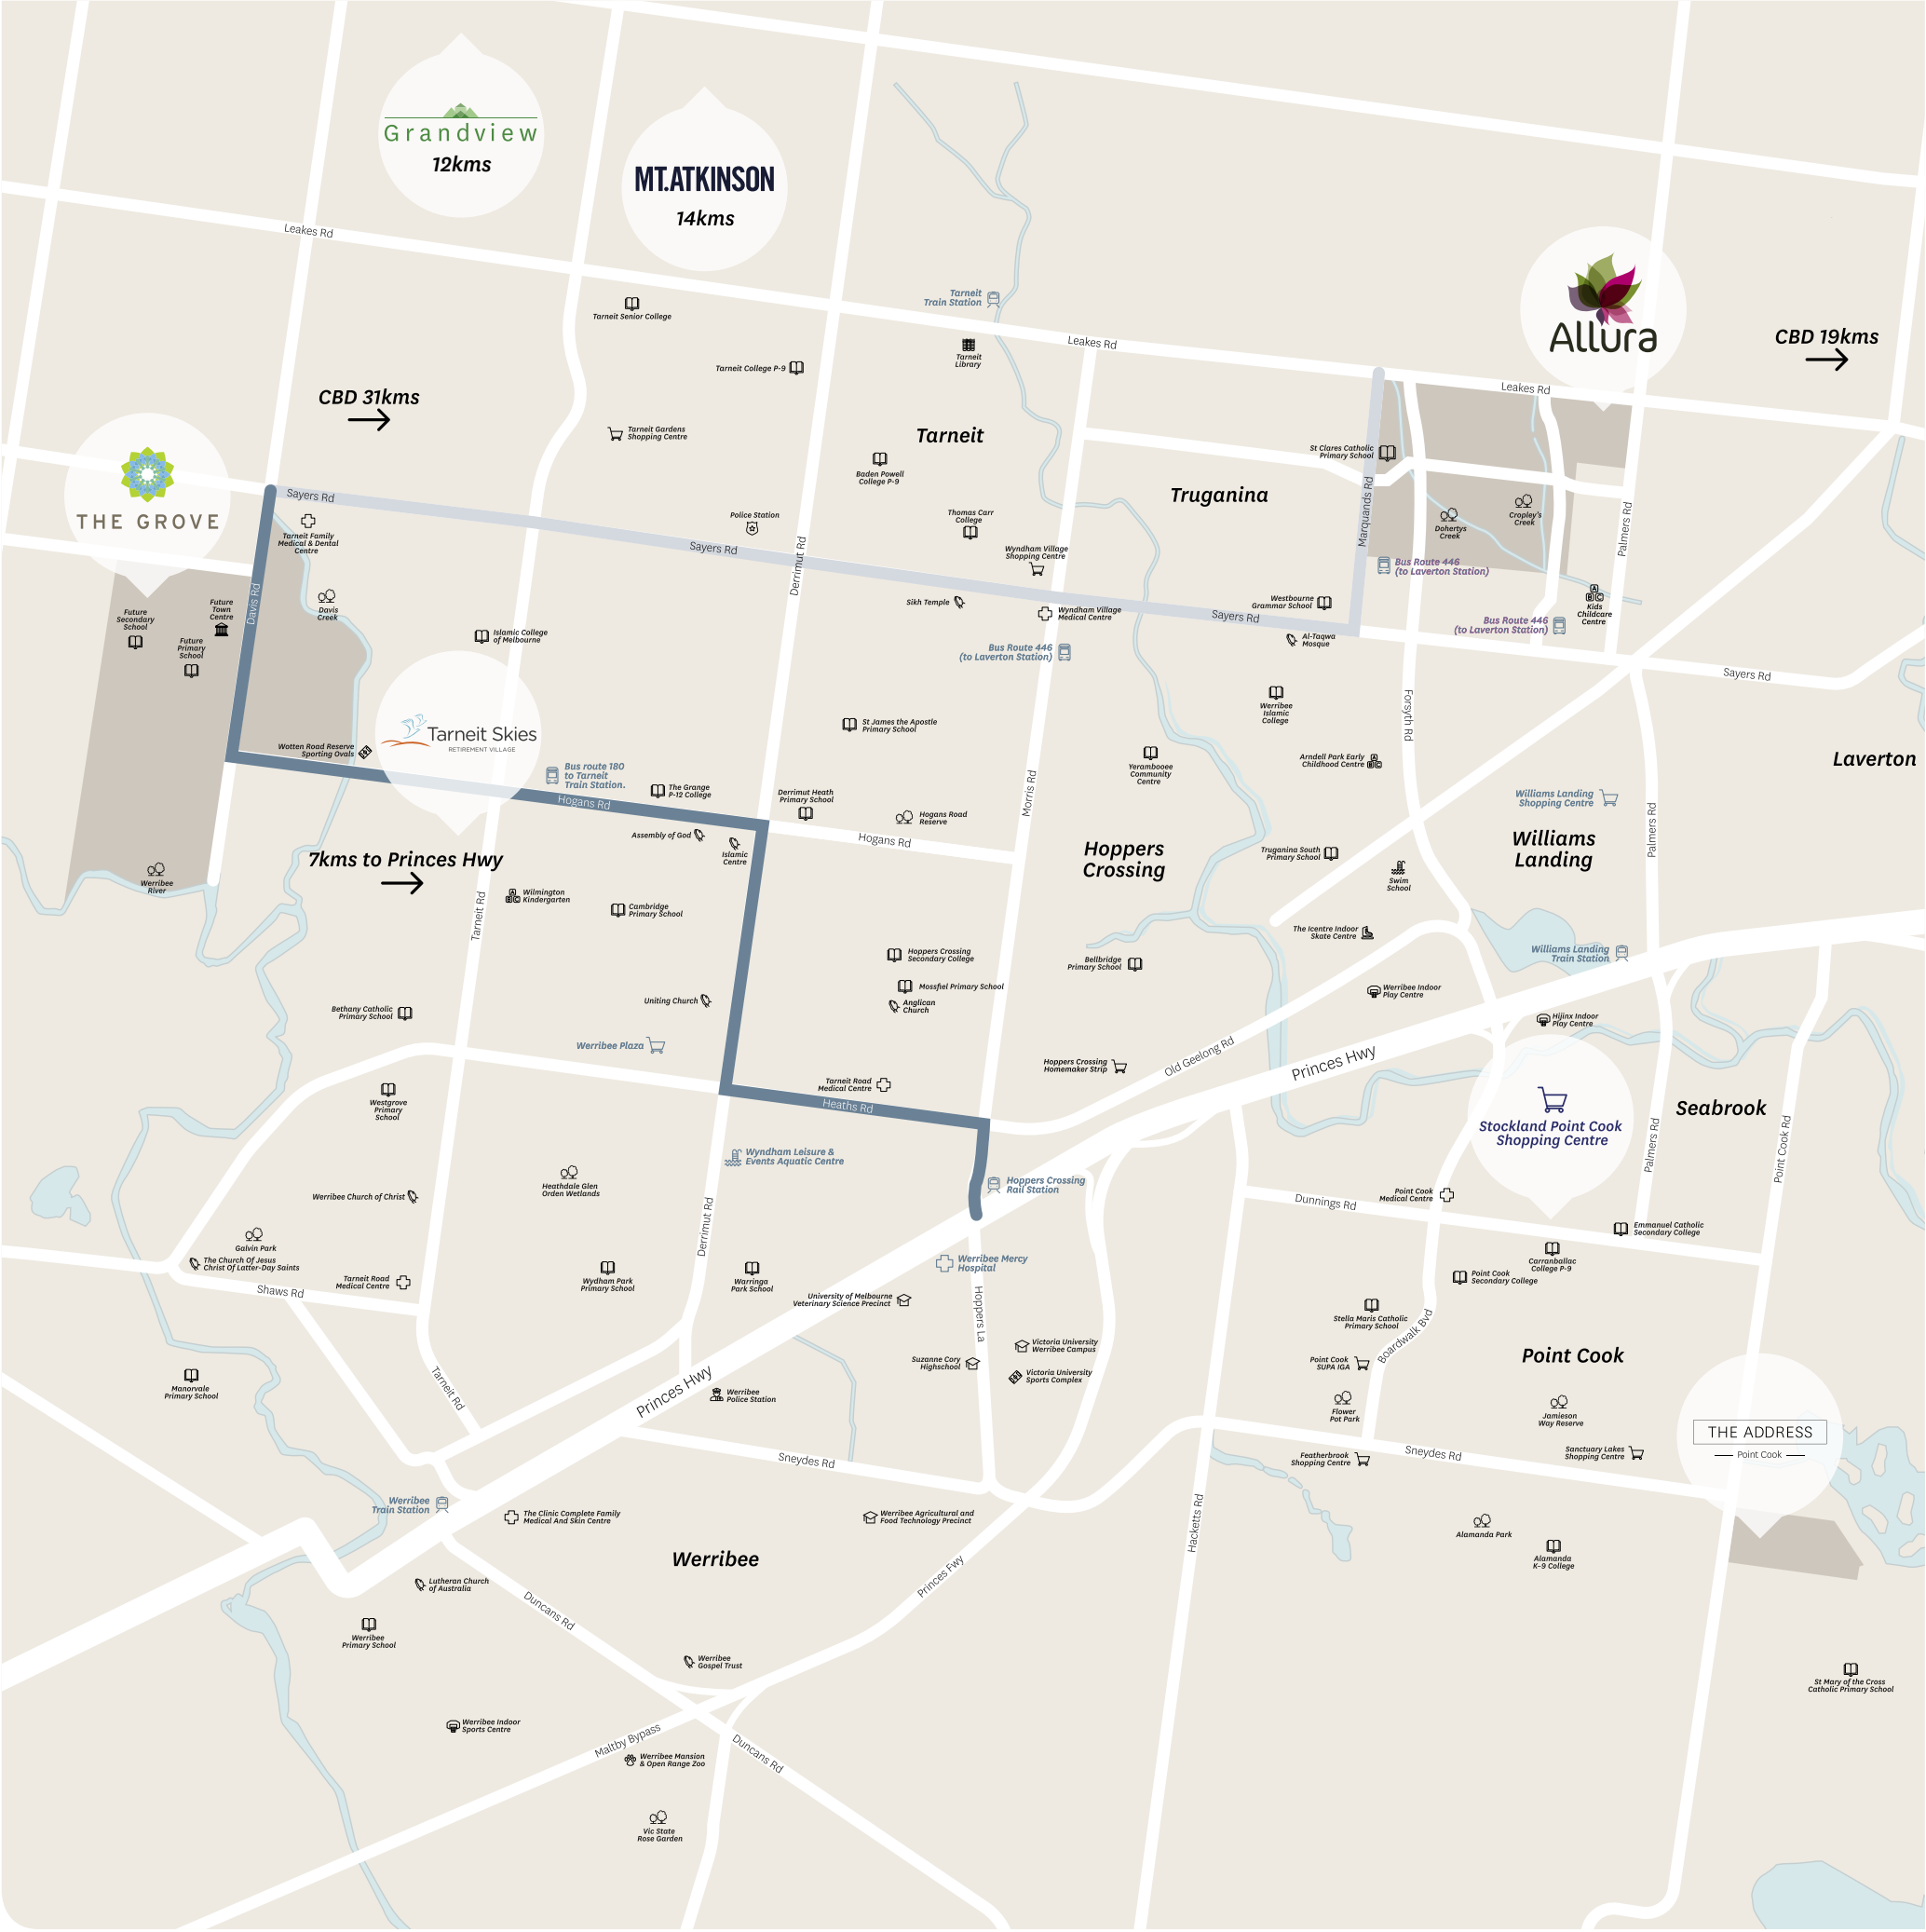 Grandview
12kms
MT.ATKINSON
14kms
Leakes Rd
Tarneit Senior College
Tarneit
Train Station
Tarneit College P-9
Tarneit
Library
Leakes Rd
Allura
CBD 19kms
Leakes Rd
CBD 31kms
THE GROVE
Tarneit Gardens
Shopping Centre
Tarneit
Baden Powell
College P-9
St Clares Catholic
Primary School
Truganina
Marquands Rd
Dohertys
Creek
Cropley's
Creek
Palmers Rd
Sayers Rd
Tarneit Family
Medical & Dental
Centre
Police Station
Sayers Rd
Derrimut Rd
Thomas Carr
College
Wyndham Village
Shopping Centre
Bus Route 446
(to Laverton Station)
Future
Secondary
School
Future
Town
Centre
Future
Primary
School
Davis Rd
Davis
Creek
Islamic College
of Melbourne
Sikh Temple
Wyndham Village
Medical Centre
Bus Route 446
(to Laverton Station)
Westbourne
Grammar School
Sayers Rd
Al-Taqwa
Mosque
Bus Route 446
(to Laverton Station)
Kids
Childcare
Centre
Sayers Rd
Werribee
Islamic
College
Forsyth Rd
Wotten Road Reserve
Sporting Ovals
Tarneit Skies
RETIREMENT VILLAGE
Bus route 180
to Tarneit
Train Station.
Hogans Rd
The Grange
P-12 College
St James the Apostle
Primary School
Derrimut Heath
Primary School
Hogans Road
Reserve
Hogans Rd
Morris Rd
Yerambooee
Community
Centre
Arndell Park Early
Childhood Centre
Laverton
Williams Landing
Shopping Centre
Williams
Landing
Palmers Rd
Assembly of God
Islamic
Centre
7kms to Princes Hwy
Werribee
River
Hoppers
Crossing
Truganina South
Primary School
Swim
School
Wilmington
Kindergarten
Tarneit Rd
Cambridge
Primary School
Hoppers Crossing
Secondary College
Mossfiel Primary School
Anglican
Church
Uniting Church
Bellbridge
Primary School
The Icentre Indoor
Skate Centre
Williams Landing
Train Station
Werribee Indoor
Play Centre
Hijinx Indoor
Play Centre
Bethany Catholic
Primary School
Werribee Plaza
Hoppers Crossing
Homemaker Strip
Old Geelong Rd
Princes Hwy
Westgrove
Primary
School
Tarneit Road
Medical Centre
Heaths Rd
Stockland Point Cook
Shopping Centre
Seabrook
Palmers Rd
Point Cook Rd
Wyndham Leisure &
Events Aquatic Centre
Heathdale Glen
Orden Wetlands
Hoppers Crossing
Rail Station
Werribee Church of Christ
Point Cook
Medical Centre
Dunnings Rd
Emmanuel Catholic
Secondary College
Galvin Park
The Church Of Jesus
Christ Of Latter-Day Saints
Tarneit Road
Medical Centre
Shaws Rd
Derrimut Rd
Wydham Park
Primary School
Warringa
Park School
Werribee Mercy
Hospital
University of Melbourne
Veterinary Science Precinct
Hoppers La
Carranballac
College P-9
Point Cook
Secondary College
Stella Maris Catholic
Primary School
Boardwalk Bvd
Point Cook
SUPA IGA
Point Cook
Suzanne Cory
Highschool
Victoria University
Werribee Campus
Victoria University
Sports Complex
Manorvale
Primary School
Tarneit Rd
Princes Hwy
Werribee
Police Station
Flower
Pot Park
Jamieson
Way Reserve
THE ADDRESS
Point Cook
Sneydes Rd
Featherbrook
Shopping Centre
Sneydes Rd
Sanctuary Lakes
Shopping Centre
Werribee
Train Station
The Clinic Complete Family
Medical And Skin Centre
Werribee Agricultural and
Food Technology Precinct
Hacketts Rd
Alamanda Park
Alamanda
K-9 College
Werribee
Princes Fwy
Lutheran Church
of Australia
Duncans Rd
Werribee
Primary School
Werribee
Gospel Trust
St Mary of the Cross
Catholic Primary School
Werribee Indoor
Sports Centre
Maltby Bypass
Werribee Mansion
& Open Range Zoo
Duncans Rd
Vic State
Rose Garden